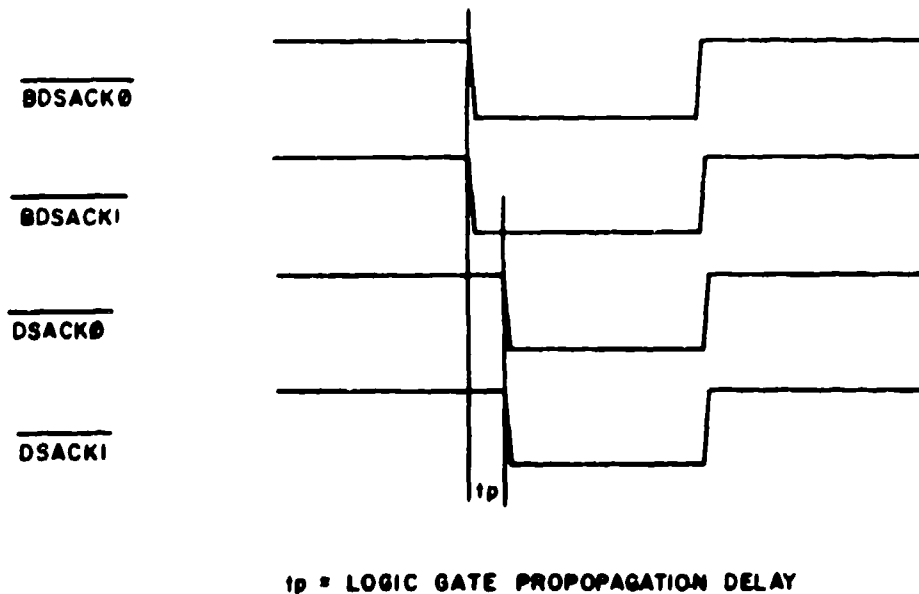 BDSACK0
BDSACK1
DSACK0
DSACK1
tp
tp = LOGIC GATE PROPOPAGATION DELAY